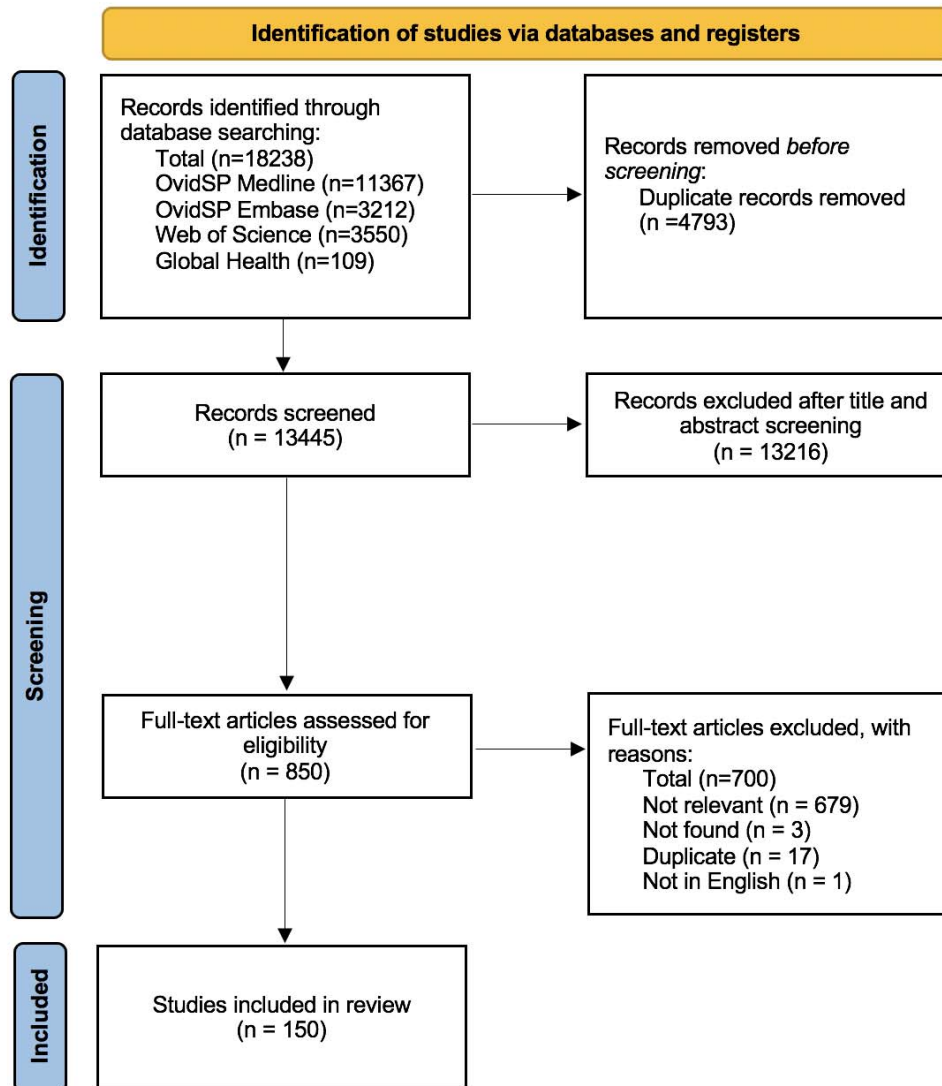 Identification of studies via databases and registers
Identification
Records identified through
database searching:
Total (n=18238)
OvidSP Medline (n=11367)
OvidSP Embase (n=3212)
Web of Science (n=3550)
Global Health (n=109)
Records removed before
screening:
Duplicate records removed
(n =4793)
Screening
Records screened
(n = 13445)
Records excluded after title and
abstract screening
(n = 13216)
Full-text articles assessed for
eligibility
(n = 850)
Full-text articles excluded, with
reasons:
Total (n=700)
Not relevant (n = 679)
Not found (n = 3)
Duplicate (n = 17)
Not in English (n = 1)
Included
Studies included in review
(n = 150)